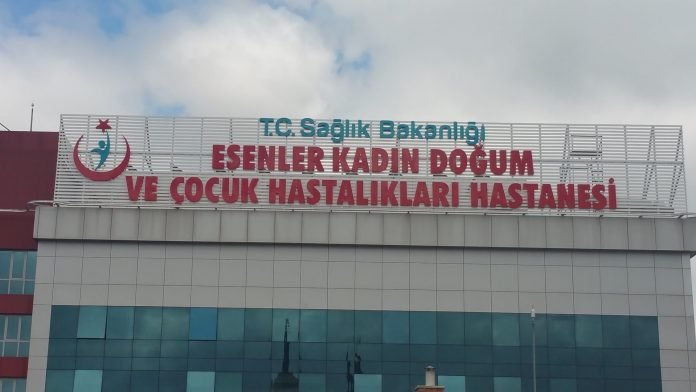 T.C. Sağlık Bakanlığı
ESENLER KADIN DOĞUM
VE ÇOCUK HASTALIKLARI HASTANESİ